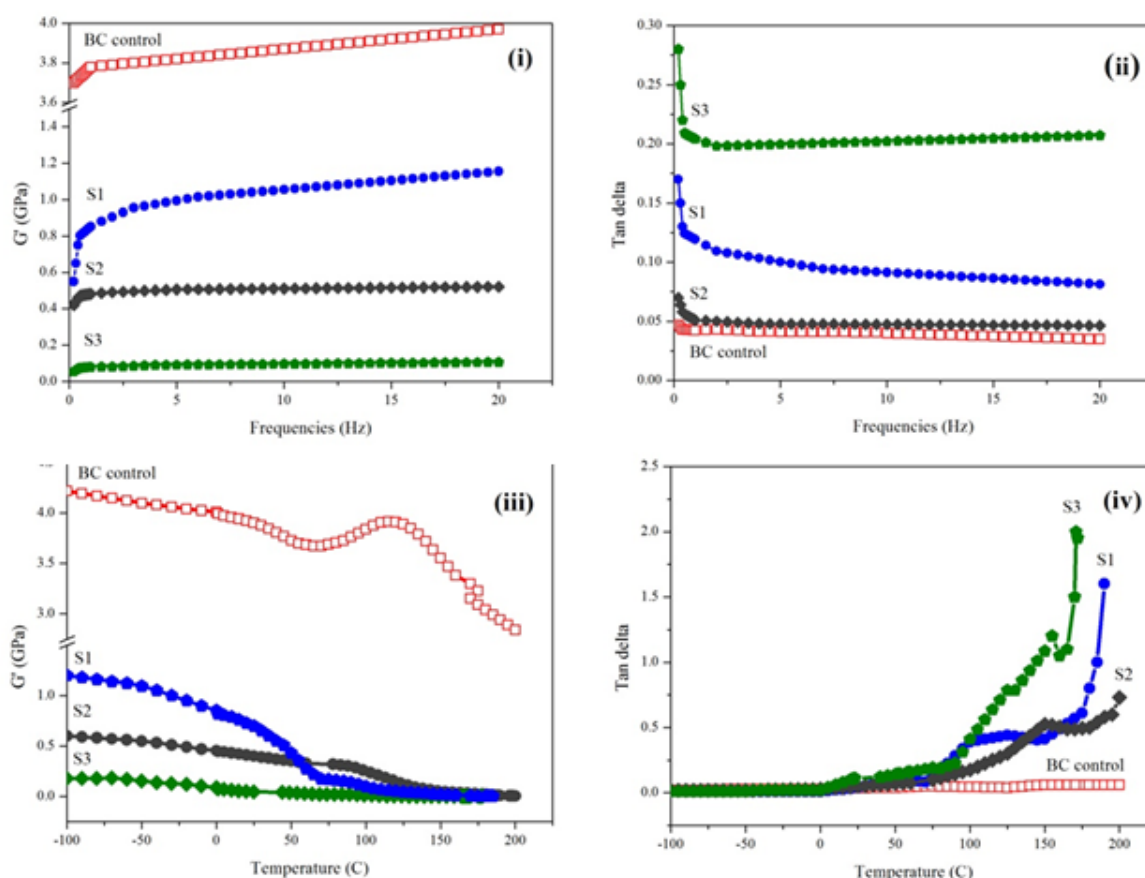 4.0
BC control
(i)
3.8
3.6
1.4
1.2
S1
1.0
0.8
0.6
S2
0.4
0.2
S3
0.0
G' (GPa)
0 5 10 15 20
Frequencies (Hz)
0.30
(ii)
0.25
S3
0.20
S1
0.15
0.10
S2
0.05
BC control
0.00
Tan delta
0 5 10 15 20
Frequencies (Hz)
BC control
(iii)
4.0
3.5
3.0
S1
1.0
S2
0.5
S3
0.0
G' (GPa)
-100 -50 0 50 100 150 200
Temperature (C)
2.5
(iv)
S3
2.0
S1
1.5
1.0
S2
0.5
BC control
0.0
Tan delta
-100 -50 0 50 100 150 200
Temperature (C)